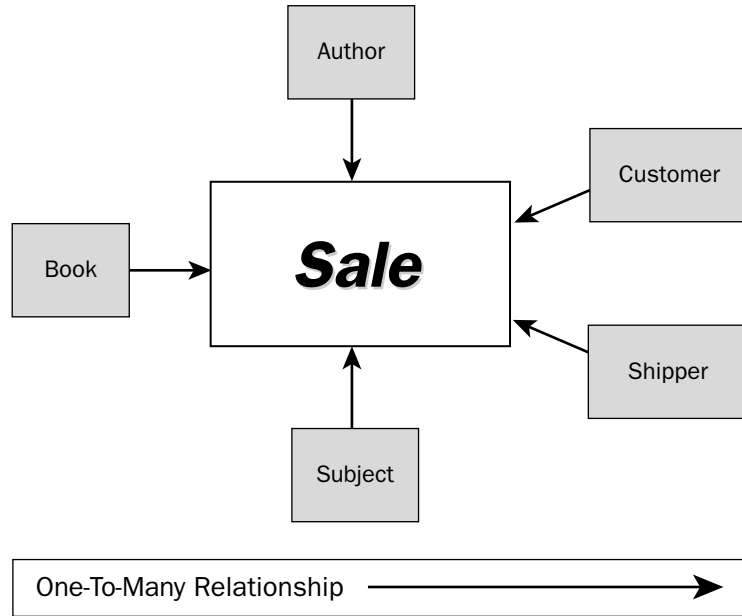 Author
Customer
Book
Sale
Shipper
Subject
One-To-Many Relationship